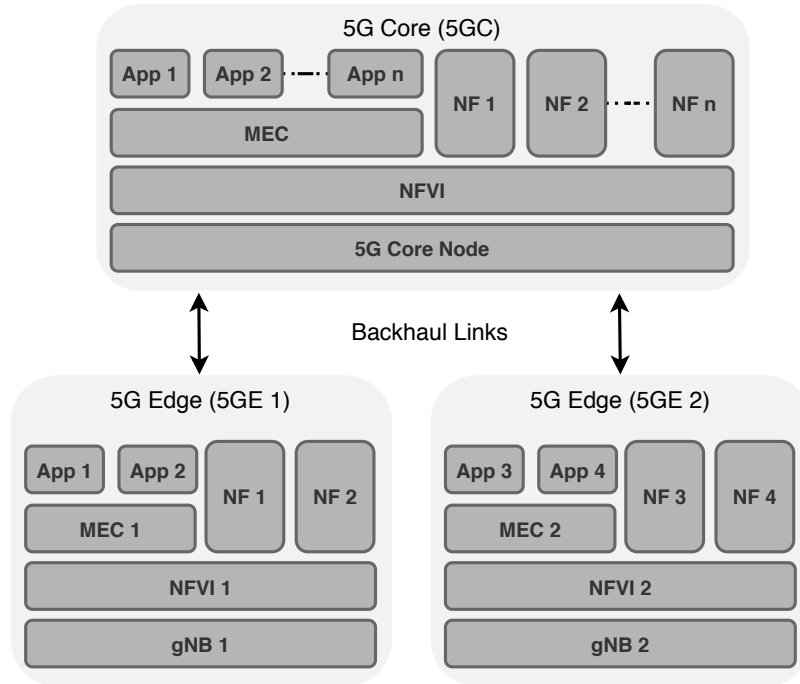 5G Core (5GC)
App 1 App 2 App n NF 1 NF 2 NF n
MEC
NFVI
5G Core Node
Backhaul Links
5G Edge (5GE 1)
App 1 App 2 NF 1 NF 2
MEC 1
NFVI 1
gNB 1
5G Edge (5GE 2)
App 3 App 4 NF 3 NF 4
MEC 2
NFVI 2
gNB 2